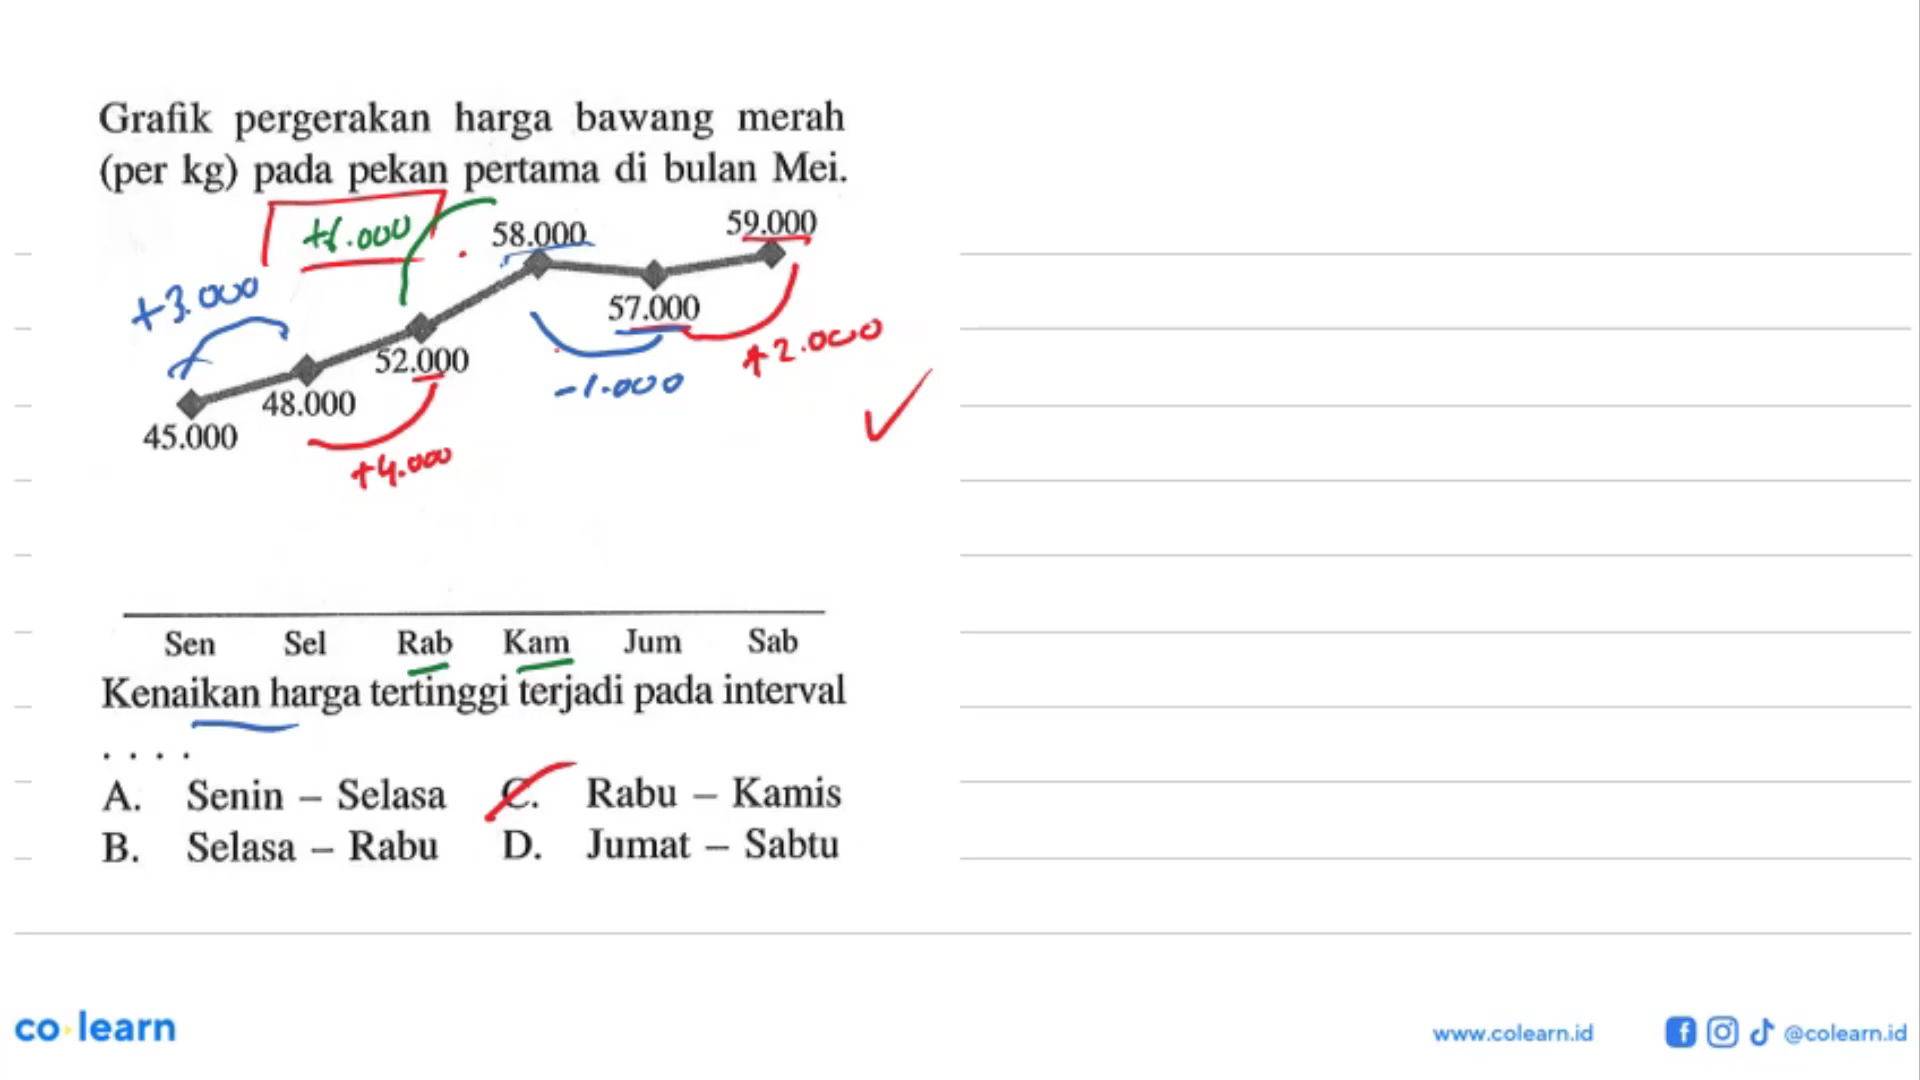 Grafik pergerakan harga bawang merah
(per kg) pada pekan pertama di bulan Mei.
+6.000
58.000
59.000
+3.000
57.000
+2.000
52.000
-1.000
48.000
45.000
+4.000
Sen Sel Rab Kam Jum Sab
Kenaikan harga tertinggi terjadi pada interval
. . . .
A. Senin – Selasa C. Rabu – Kamis
B. Selasa – Rabu D. Jumat – Sabtu
co learn
www.colearn.id @colearn.id